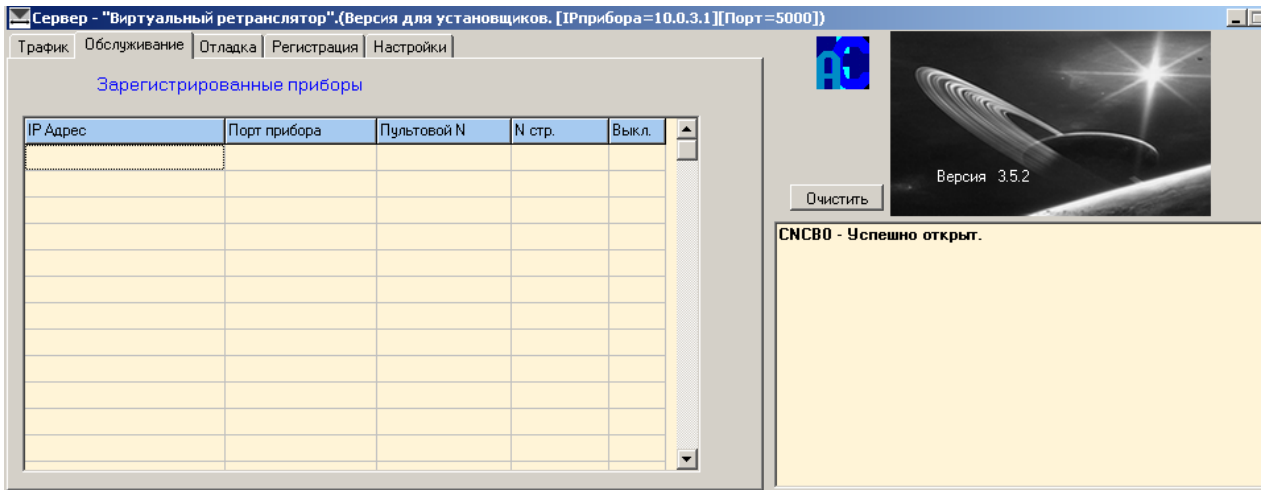 Сервер - "Виртуальный ретранслятор".(Версия для установщиков. [IPприбора=10.0.3.1][Порт=5000])
Трафик Обслуживание Отладка Регистрация Настройки
Зарегистрированные приборы
IP Адрес Порт прибора Пультовой N N стр. Выкл.
АС
Версия 3.5.2
Очистить
CNCB0 - Успешно открыт.